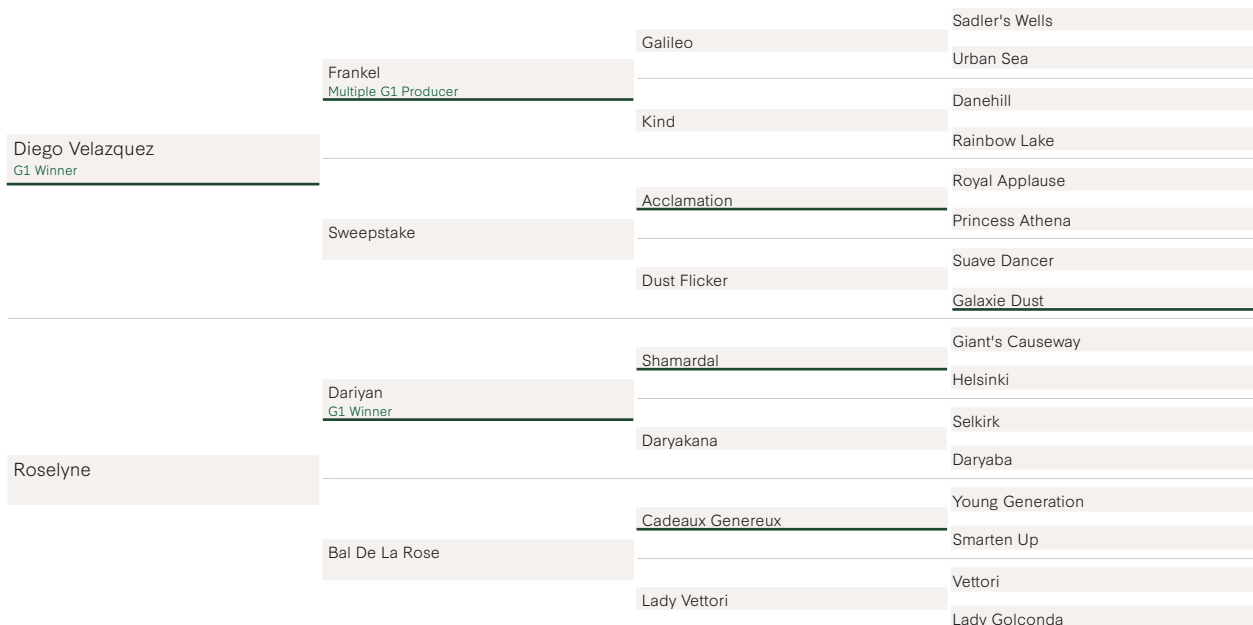 Diego Velazquez
G1 Winner
Roselyne
Frankel
Multiple G1 Producer
Sweepstake
Dariyan
G1 Winner
Bal De La Rose
Galileo
Kind
Acclamation
Dust Flicker
Shamardal
Daryakana
Cadeaux Genereux
Lady Vettori
Sadler's Wells
Urban Sea
Danehill
Rainbow Lake
Royal Applause
Princess Athena
Suave Dancer
Galaxie Dust
Giant's Causeway
Helsinki
Selkirk
Daryaba
Young Generation
Smarten Up
Vettori
Lady Golconda